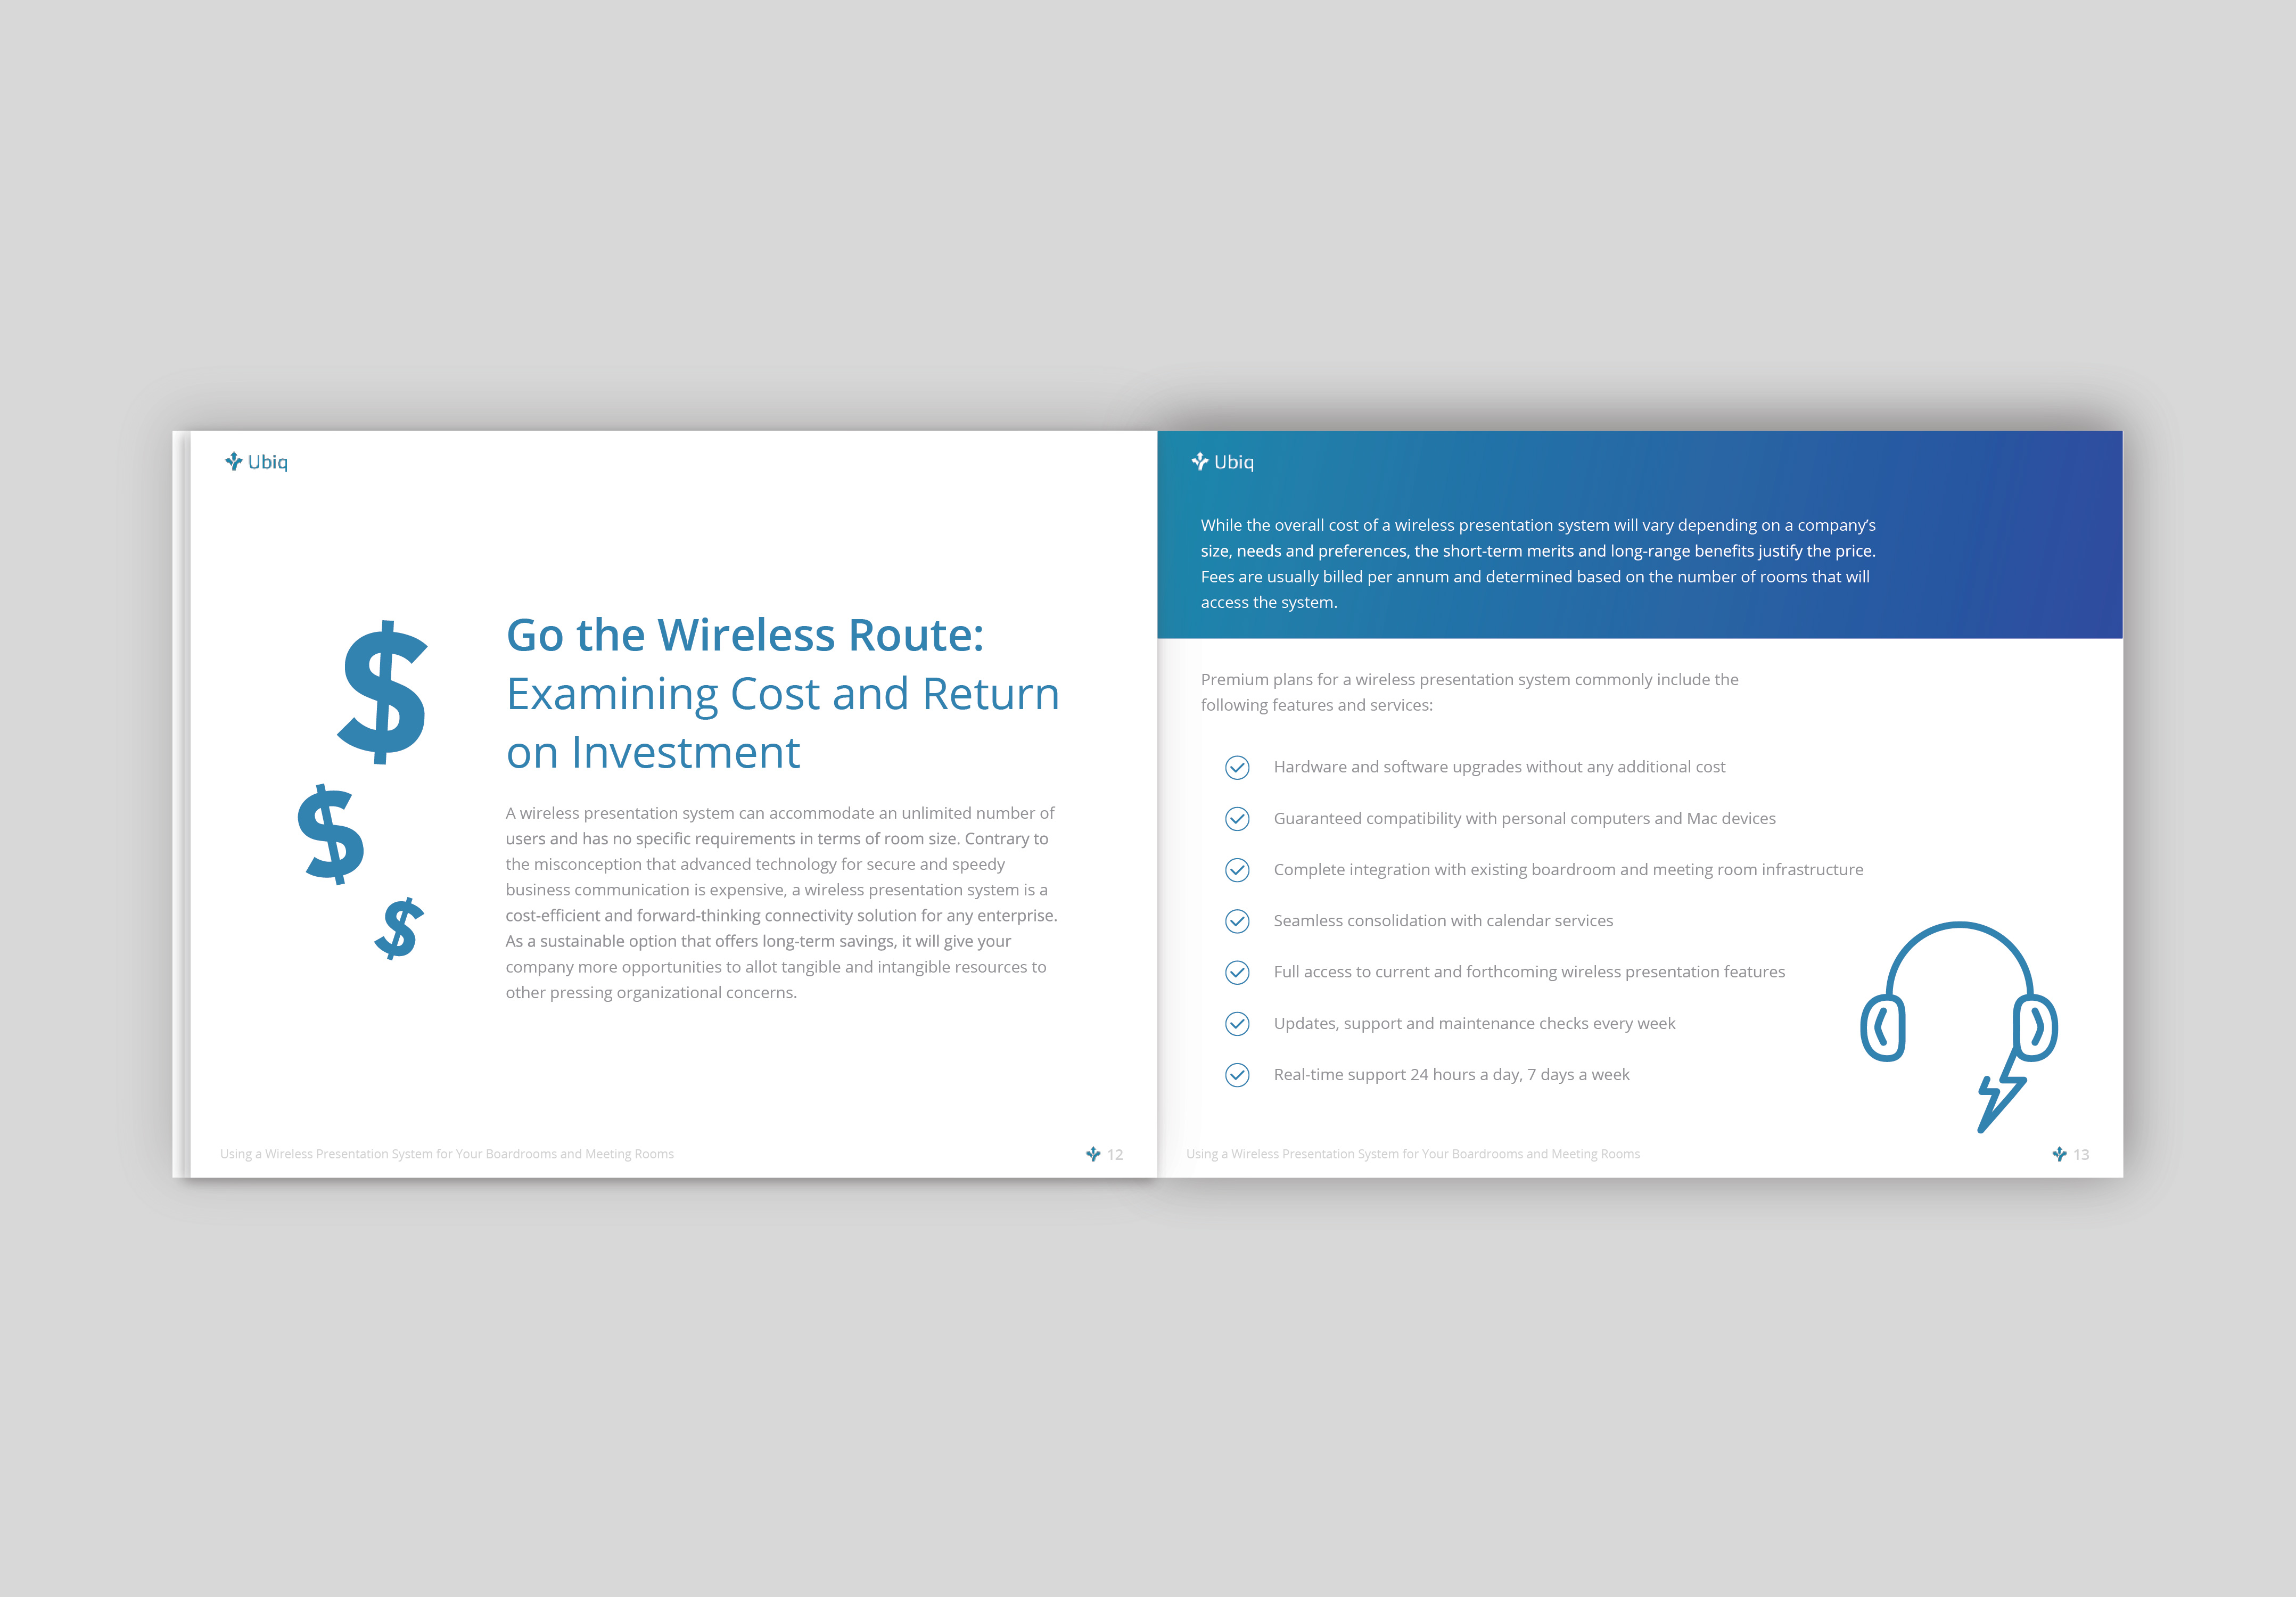 Ubiq
$
$
$
Go the Wireless Route:
Examining Cost and Return
on Investment
A wireless presentation system can accommodate an unlimited number of
users and has no specific requirements in terms of room size. Contrary to
the misconception that advanced technology for secure and speedy
business communication is expensive, a wireless presentation system is a
cost-efficient and forward-thinking connectivity solution for any enterprise.
As a sustainable option that offers long-term savings, it will give your
company more opportunities to allot tangible and intangible resources to
other pressing organizational concerns.
Using a Wireless Presentation System for Your Boardrooms and Meeting Rooms
12
Ubiq
While the overall cost of a wireless presentation system will vary depending on a company’s
size, needs and preferences, the short-term merits and long-range benefits justify the price.
Fees are usually billed per annum and determined based on the number of rooms that will
access the system.
Premium plans for a wireless presentation system commonly include the
following features and services:
Hardware and software upgrades without any additional cost
Guaranteed compatibility with personal computers and Mac devices
Complete integration with existing boardroom and meeting room infrastructure
Seamless consolidation with calendar services
Full access to current and forthcoming wireless presentation features
Updates, support and maintenance checks every week
Real-time support 24 hours a day, 7 days a week
Using a Wireless Presentation System for Your Boardrooms and Meeting Rooms
13